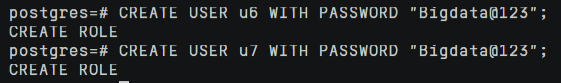 postgres=# CREATE USER u6 WITH PASSWORD "Bigdata@123";
CREATE ROLE
postgres=# CREATE USER u7 WITH PASSWORD "Bigdata@123";
CREATE ROLE